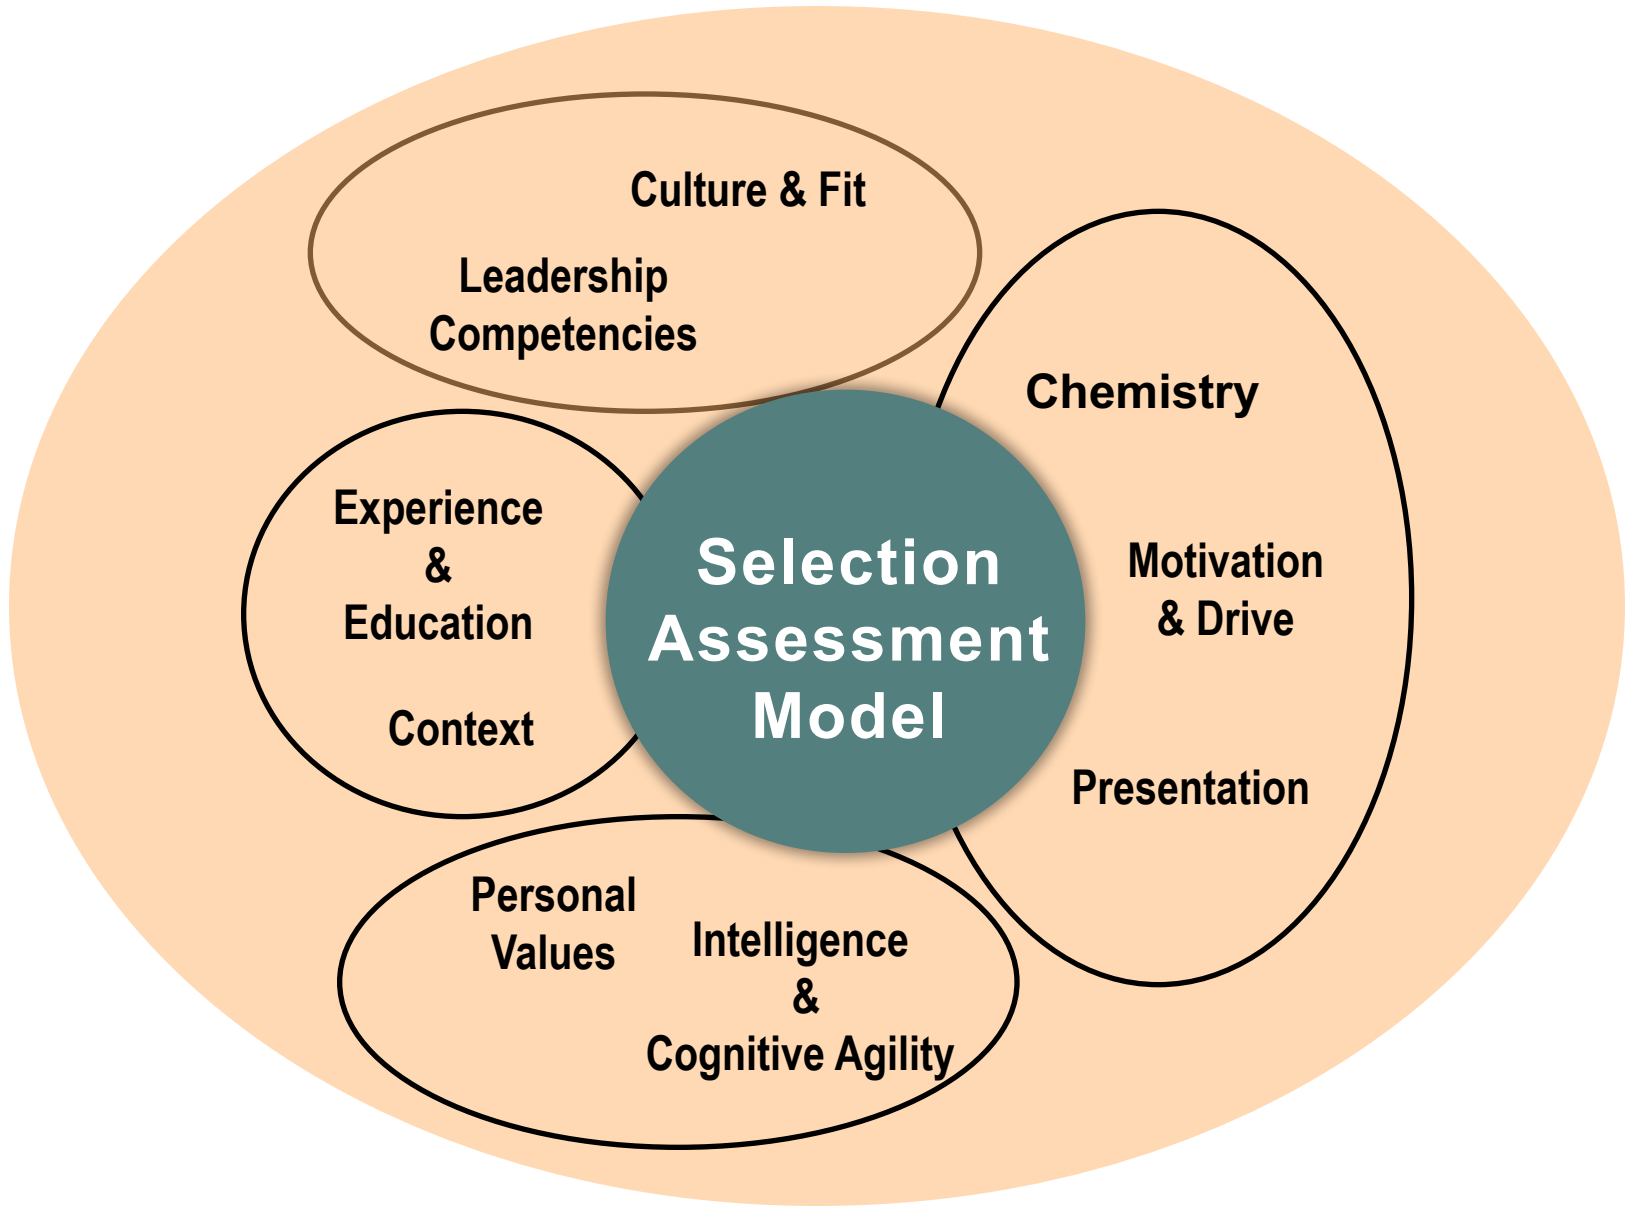 Culture & Fit
Leadership
Competencies
Chemistry
Experience
&
Education
Context
Selection
Assessment
Model
Motivation
& Drive
Presentation
Personal
Values
Intelligence
&
Cognitive Agility